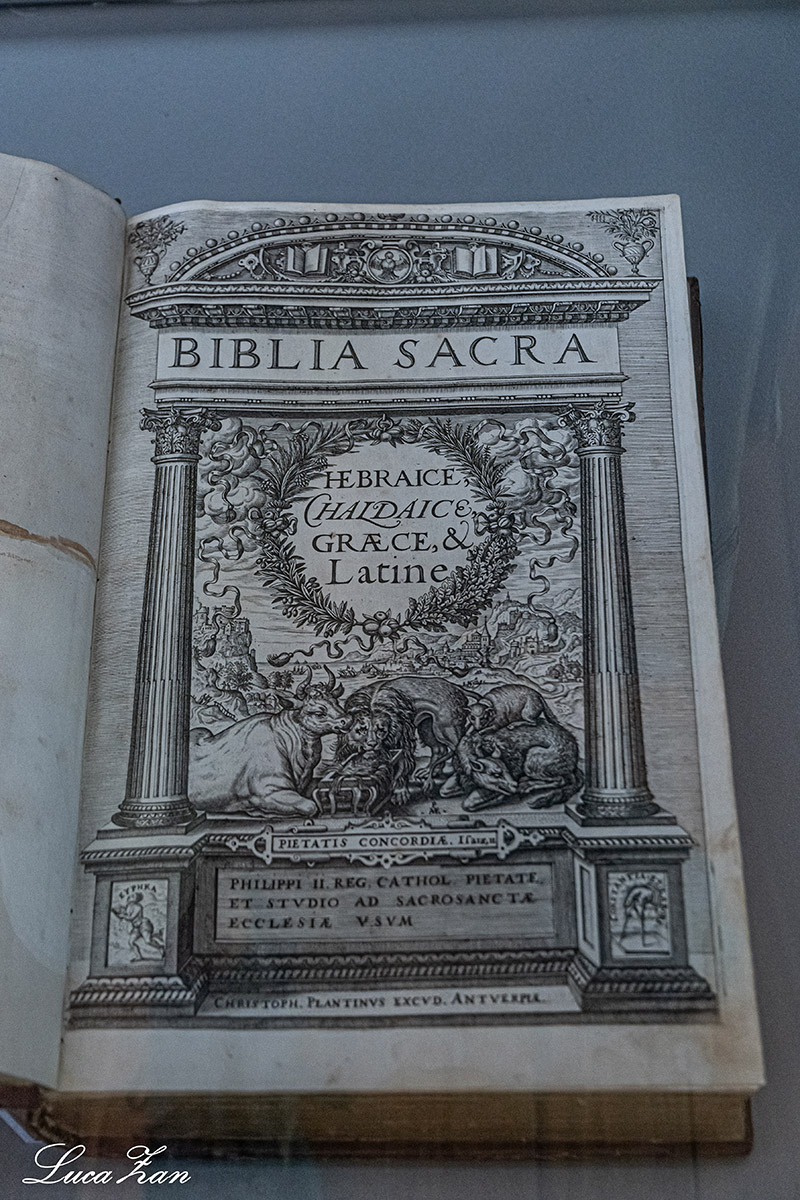 BIBLIA SACRA
HEBRAICE,
CHALDAICE,
GRÆCE, &
Latine
PIETATIS CONCORDIÆ.
PHILIPPI II. REG. CATHOL. PIETATE,
ET STVDIO AD SACROSANCTÆ
ECCLESIÆ VSVM
CHRISTOPH. PLANTINVS EXCVD. ANTVERPIÆ.
Luca Zan